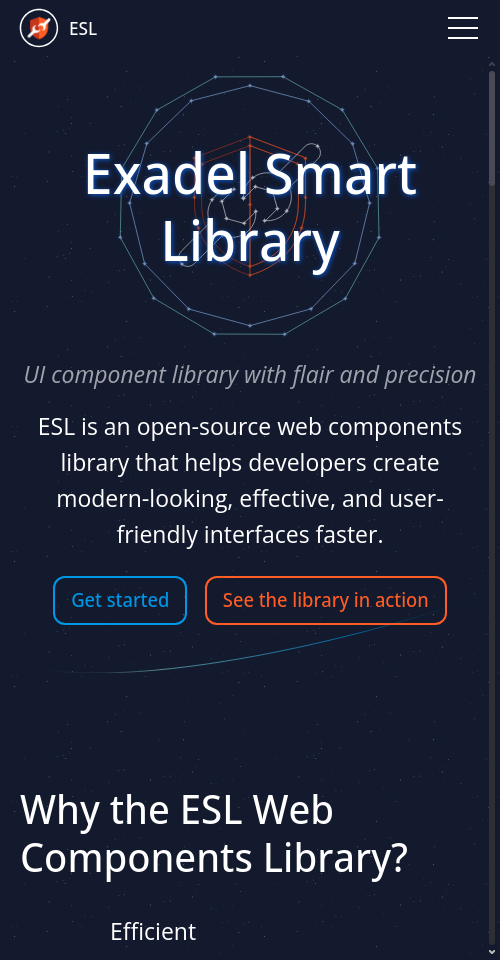 ESL
Exadel Smart
Library
UI component library with flair and precision
ESL is an open-source web components
library that helps developers create
modern-looking, effective, and user-
friendly interfaces faster.
Get started
See the library in action
Why the ESL Web
Components Library?
Efficient